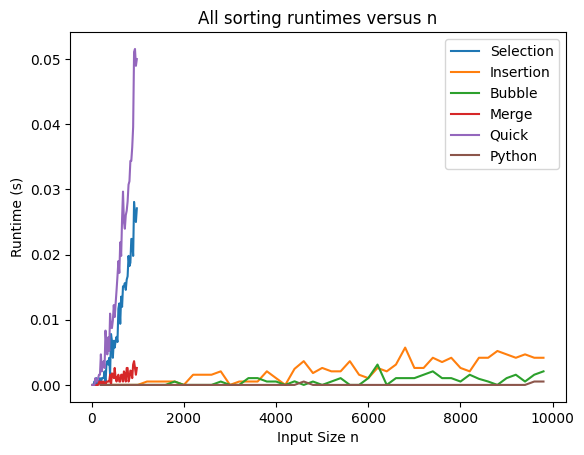 All sorting runtimes versus n
Selection
Insertion
Bubble
Merge
Quick
Python
Runtime (s)
0.05
0.04
0.03
0.02
0.01
0.00
0
2000
4000
6000
8000
10000
Input Size n